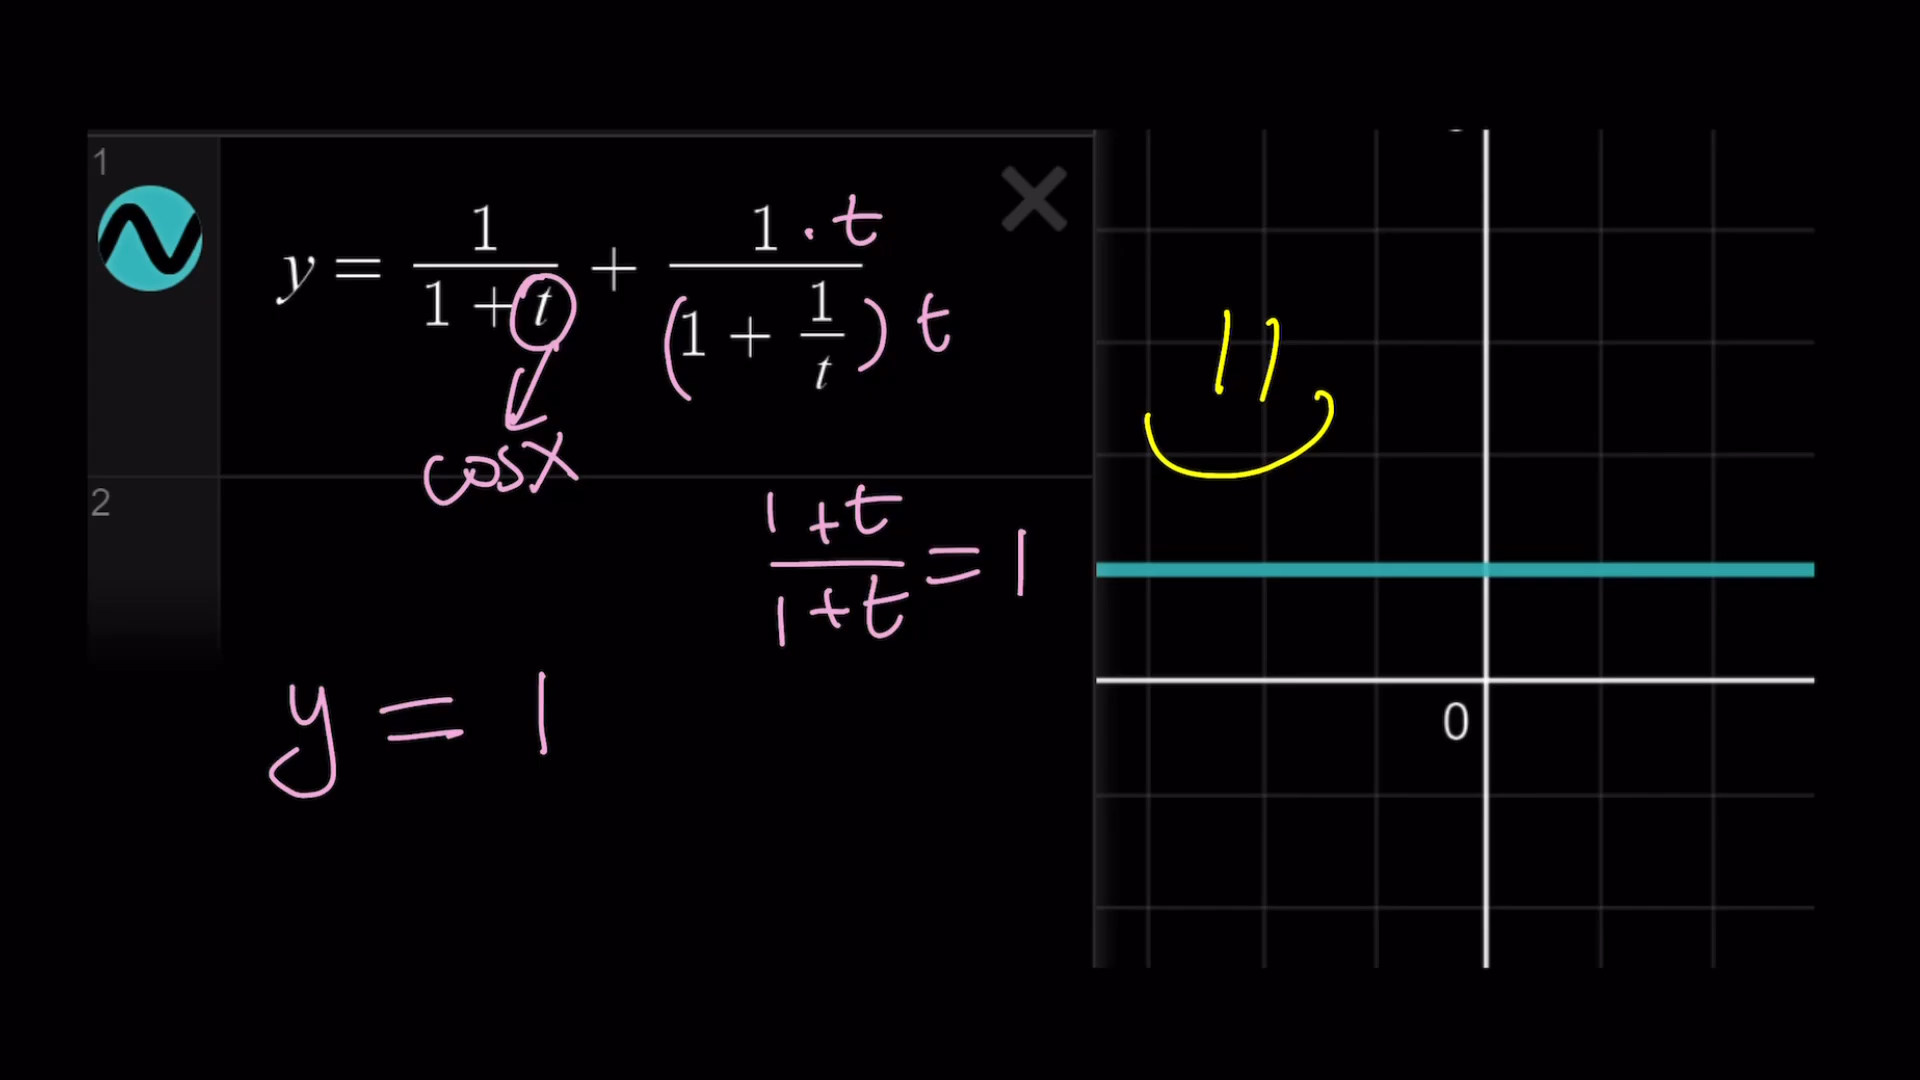 1
y = 1/(1 + t) + 1 · t/(1 + 1/t) t
cosx
2
(1 + t)/(1 + t) = 1
y = 1
0